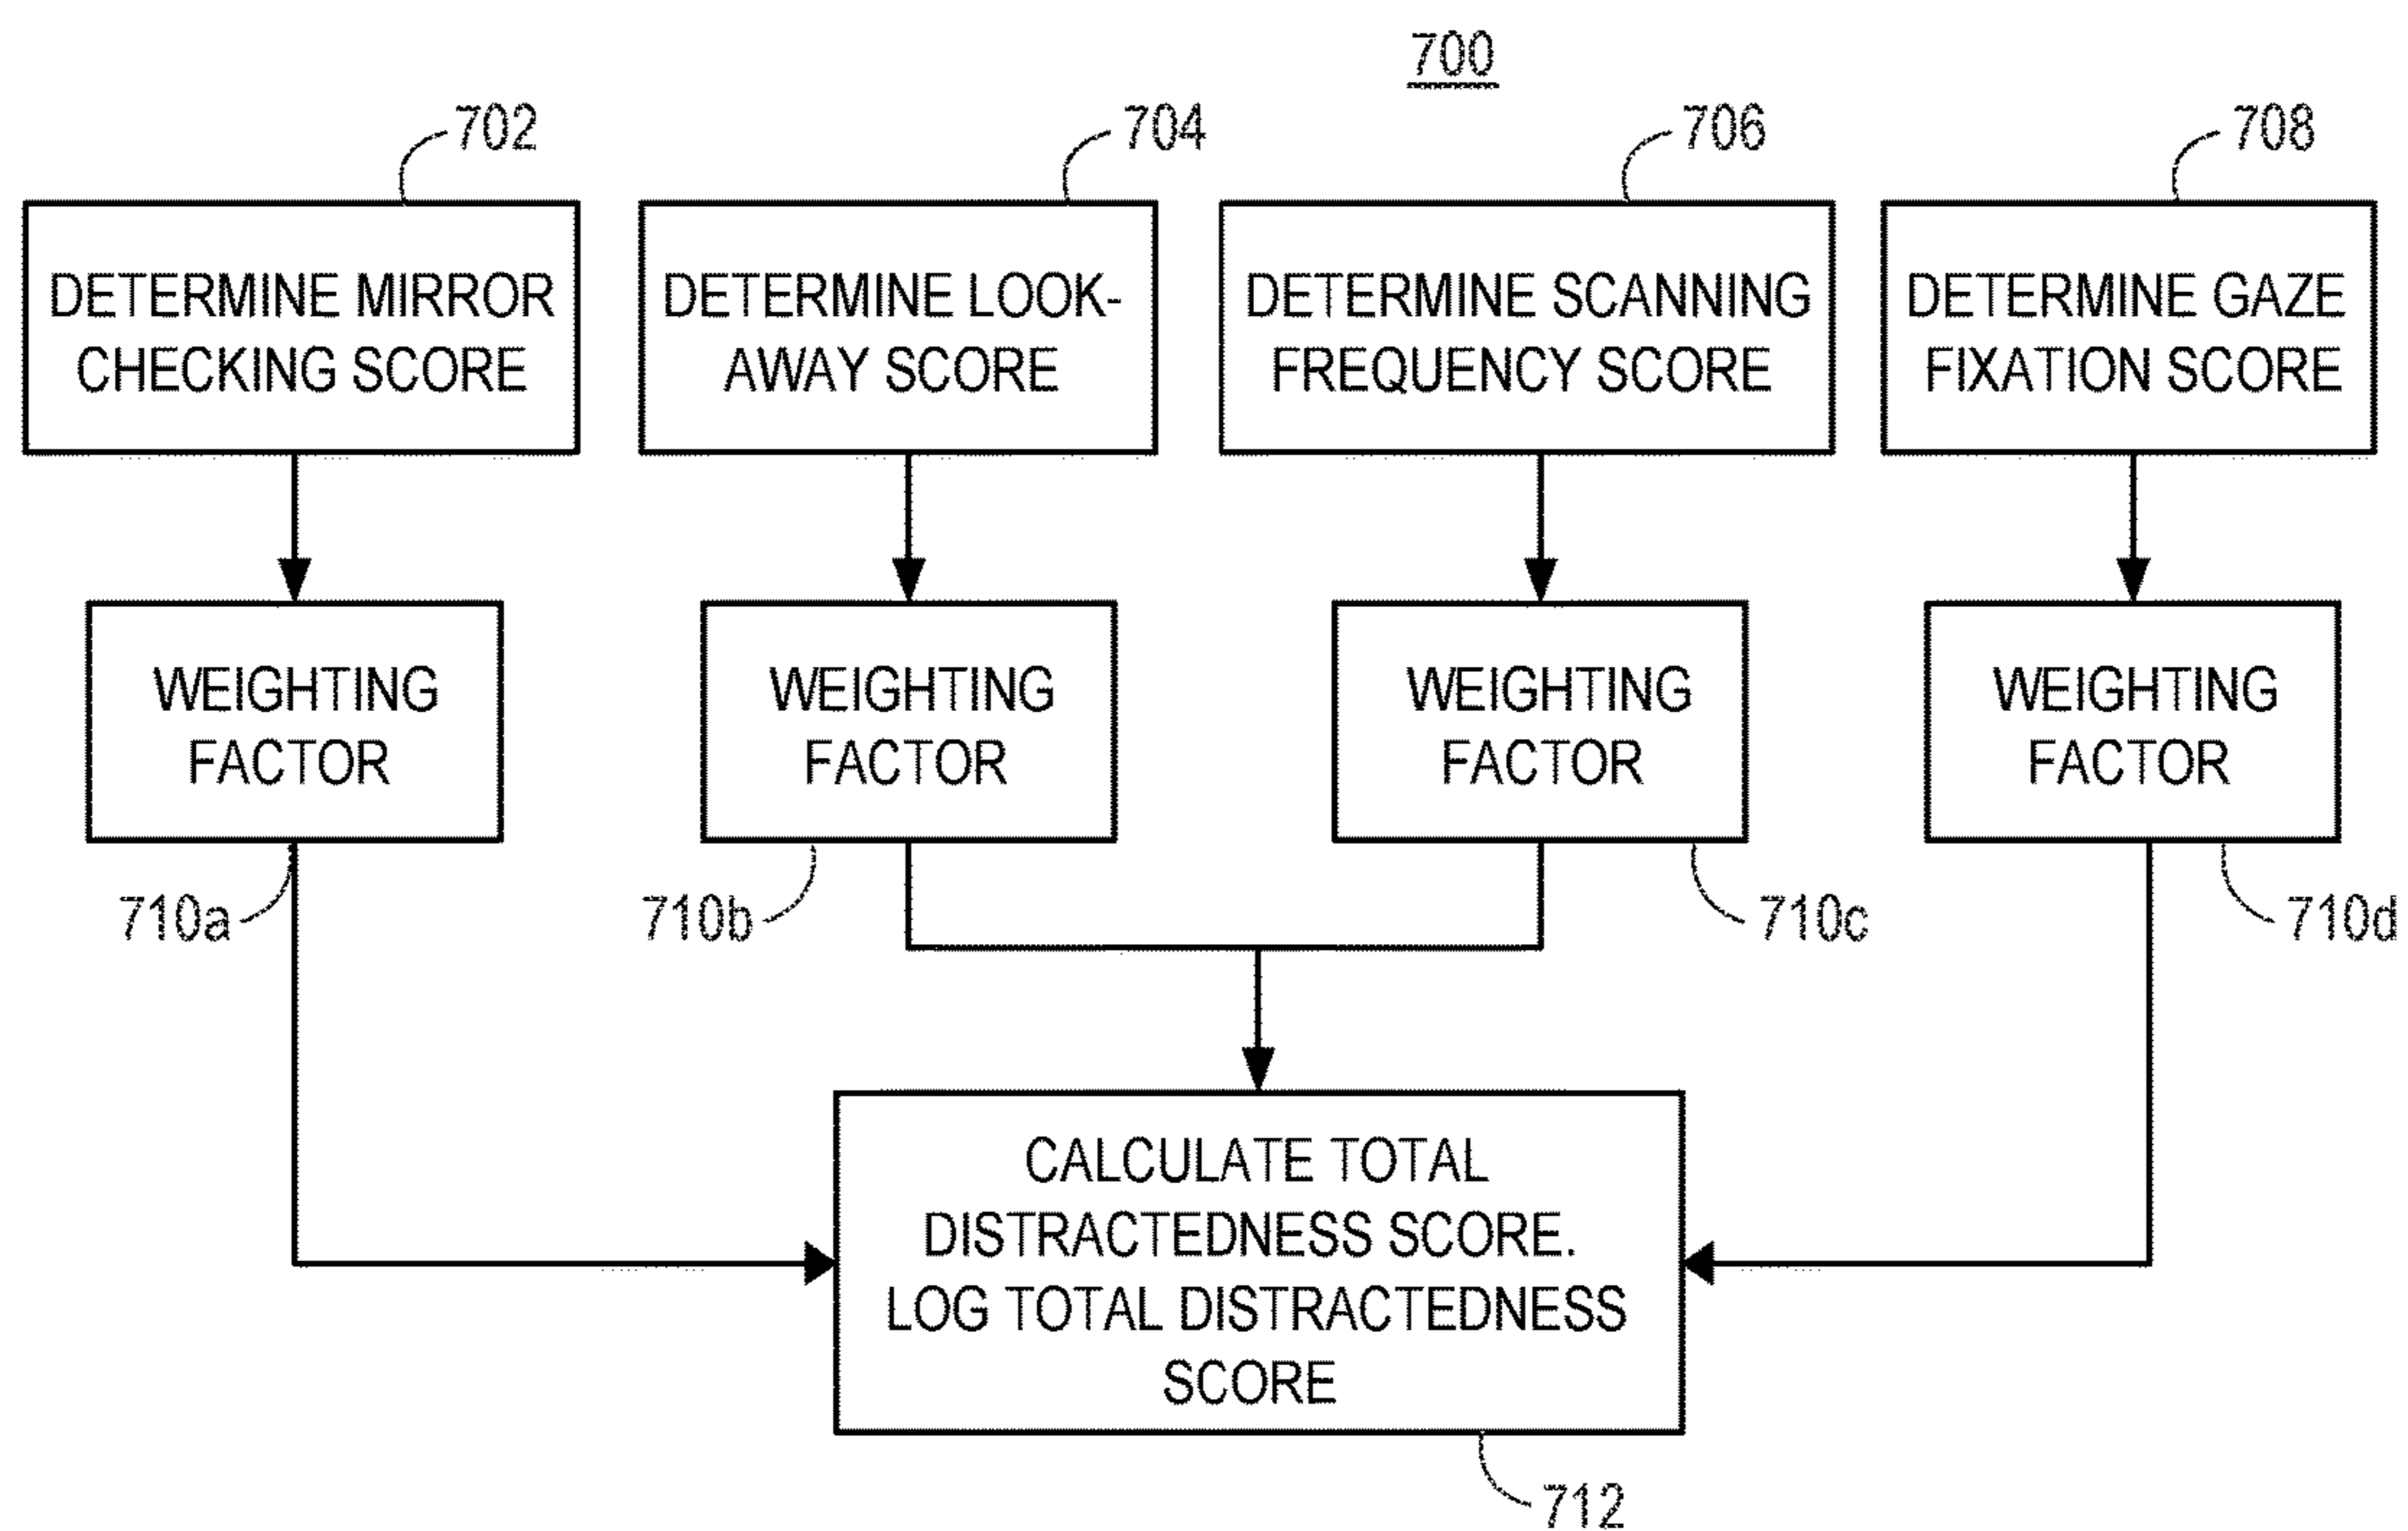 700
702
704
706
708
DETERMINE MIRROR
CHECKING SCORE
DETERMINE LOOK-
AWAY SCORE
DETERMINE SCANNING
FREQUENCY SCORE
DETERMINE GAZE
FIXATION SCORE
WEIGHTING
FACTOR
WEIGHTING
FACTOR
WEIGHTING
FACTOR
WEIGHTING
FACTOR
710a
710b
710c
710d
CALCULATE TOTAL
DISTRACTEDNESS SCORE.
LOG TOTAL DISTRACTEDNESS
SCORE
712